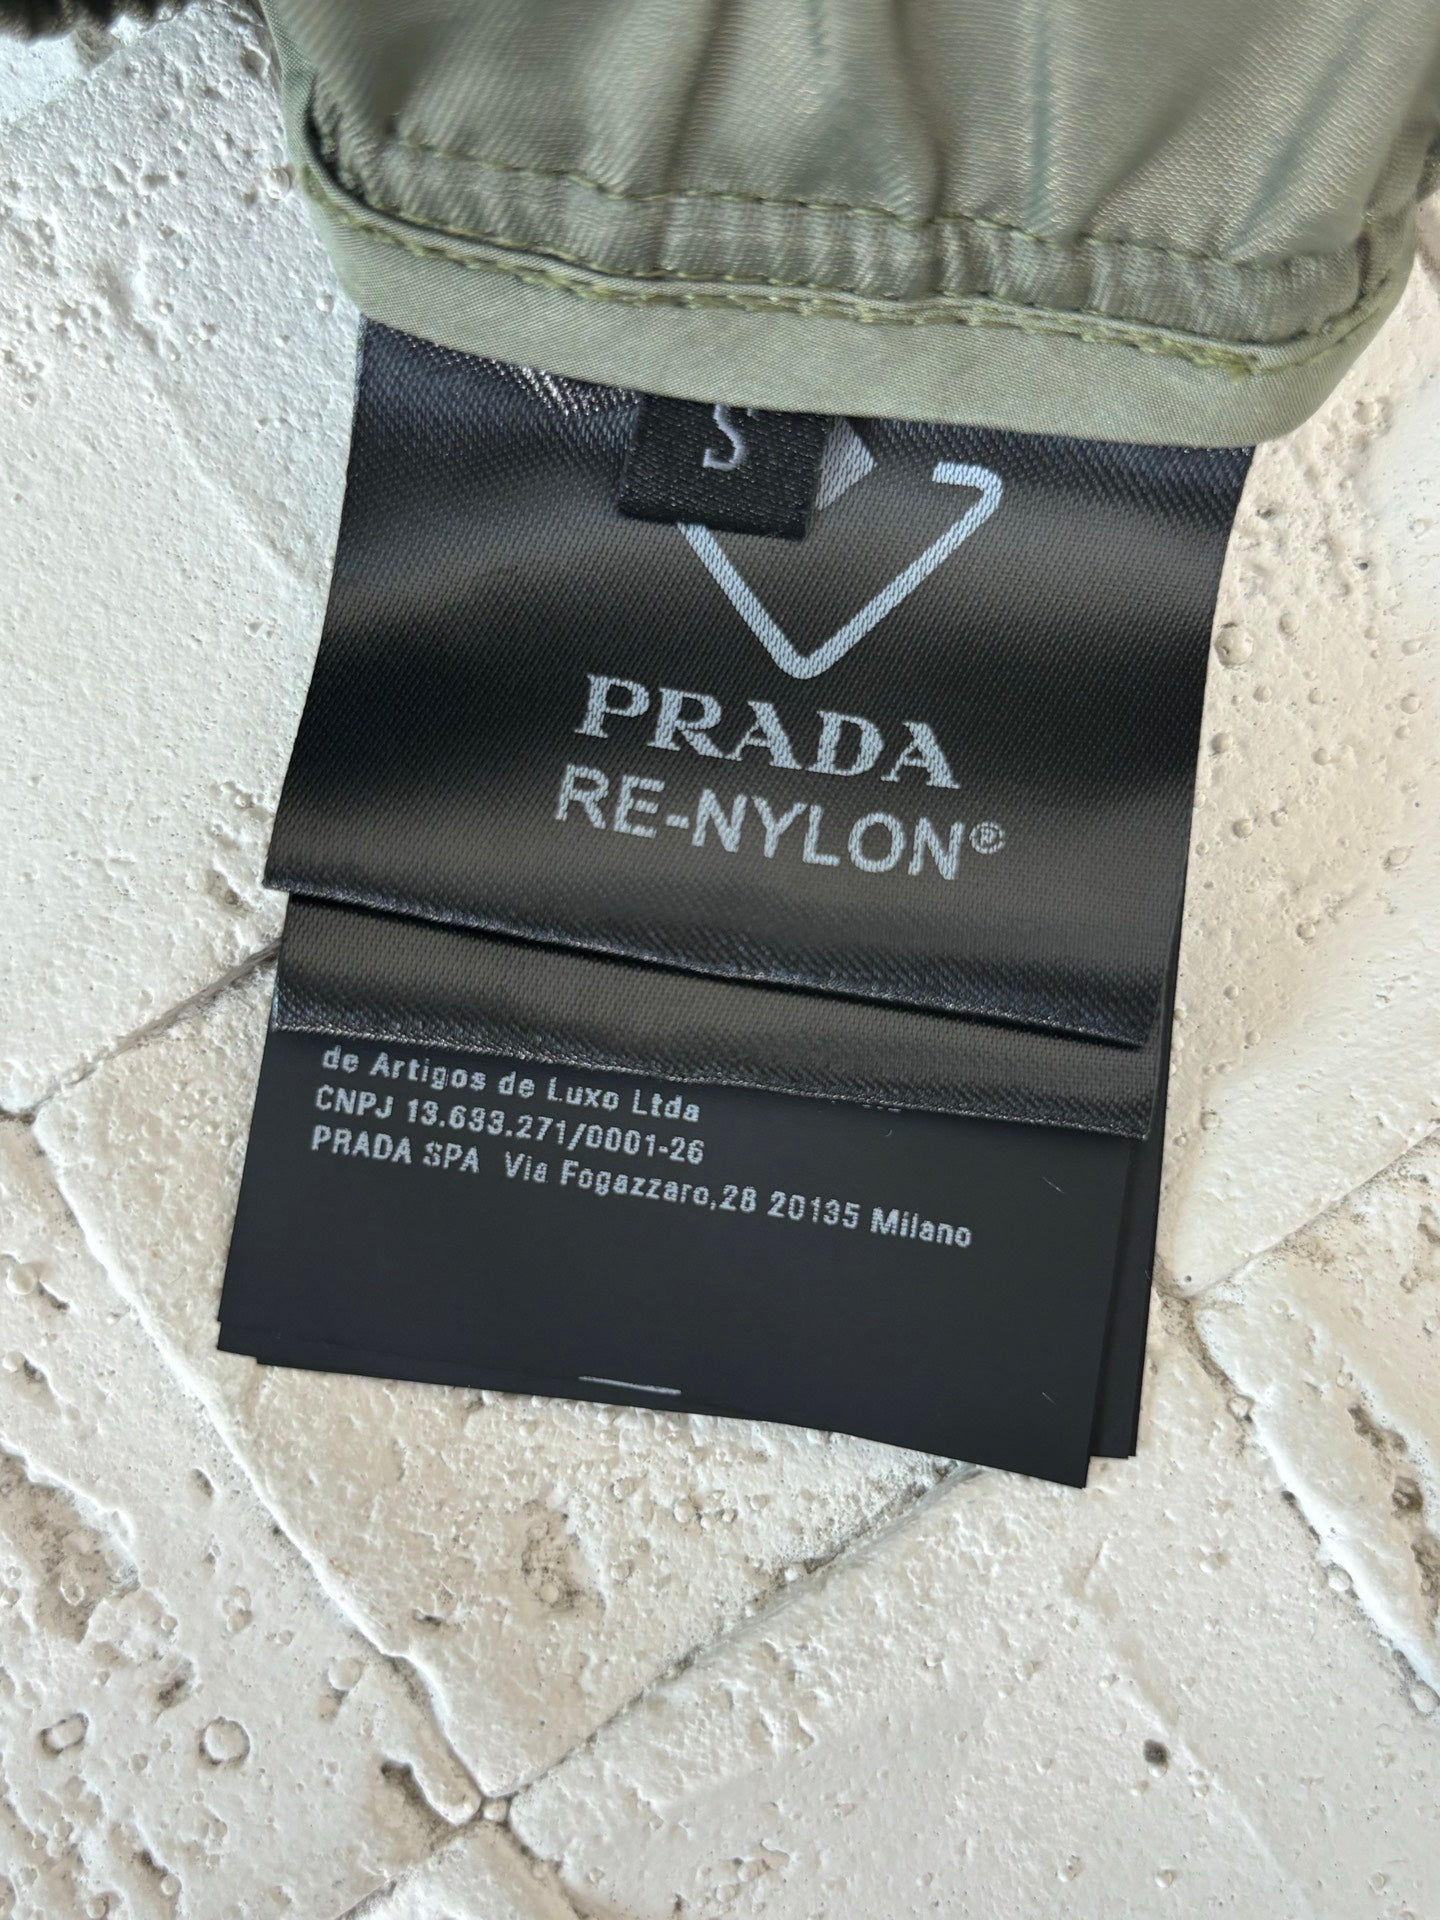 S
PRADA
RE-NYLON®
de Artigos de Luxo Ltda
CNPJ 13.633.271/0001-26
PRADA SPA Via Fogazzaro,28 20135 Milano